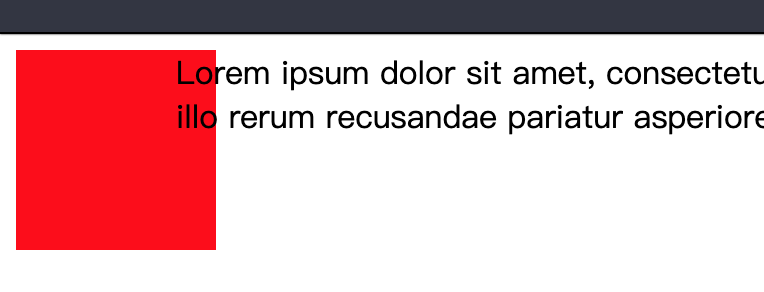 Lorem ipsum dolor sit amet, consectetu
illo rerum recusandae pariatur asperiore